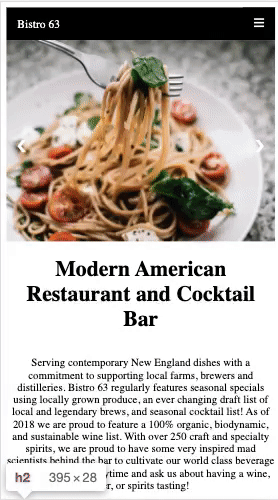 Bistro 63
Modern American
Restaurant and Cocktail
Bar
Serving contemporary New England dishes with a
commitment to supporting local farms, brewers and
distilleries. Bistro 63 regularly features seasonal specials
using locally grown produce, an ever changing draft list of
local and legendary brews, and seasonal cocktail list! As of
2018 we are proud to feature a 100% organic, biodynamic,
and sustainable wine list. With over 250 craft and specialty
spirits, we are proud to have some very inspired mad
scientists behind the bar to cultivate our world class beverage
ytime and ask us about having a wine,
r, or spirits tasting!
h2 395 × 28